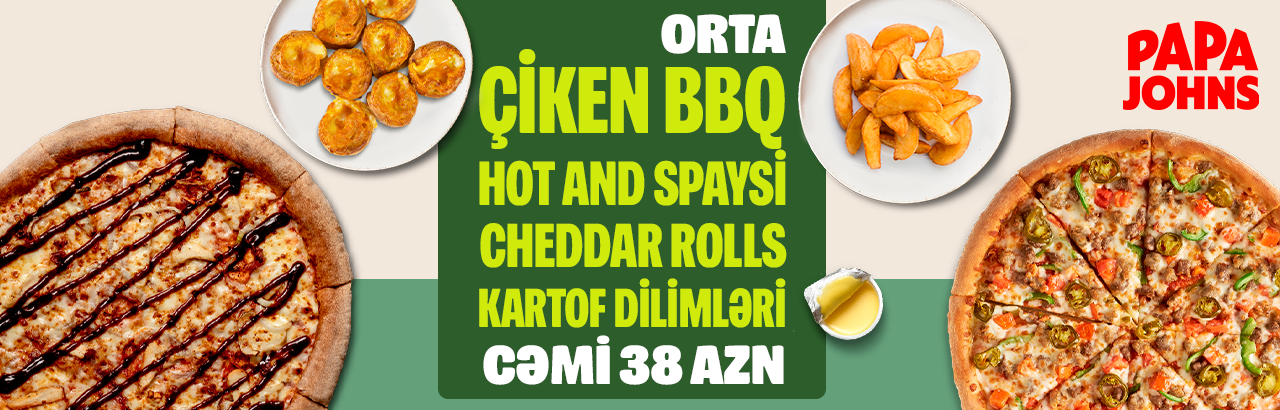 ORTA
ÇİKEN BBQ
HOT AND SPAYSİ
CHEDDAR ROLLS
KARTOF DİLİMLƏRİ
CƏMİ 38 AZN
PAPA
JOHNS